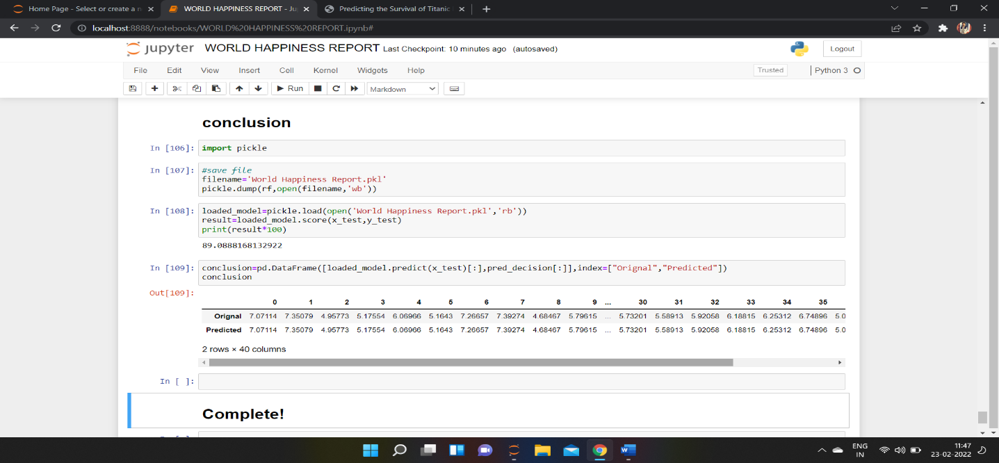 Home Page - Select or create a n
WORLD HAPPINESS REPORT - Ju
Predicting the Survival of Titanic
localhost:8888/notebooks/WORLD%20HAPPINESS%20REPORT.ipynb#
jupyter WORLD HAPPINESS REPORT Last Checkpoint: 10 minutes ago (autosaved)
Logout
File Edit View Insert Cell Kernel Widgets Help
Trusted
Python 3
Run
Markdown
conclusion
In [106]: import pickle
In [107]: #save file
filename='World Happiness Report.pkl'
pickle.dump(rf,open(filename,'wb'))
In [108]: loaded_model=pickle.load(open('World Happiness Report.pkl','rb'))
result=loaded_model.score(x_test,y_test)
print(result*100)
89.0888168132922
In [109]: conclusion=pd.DataFrame([loaded_model.predict(x_test)[:],pred_decision[:]],index=["Orignal","Predicted"])
conclusion
Out[109]:
0 1 2 3 4 5 6 7 8 9 ... 30 31 32 33 34 35
Orignal 7.07114 7.35079 4.95773 5.17554 6.06966 5.1643 7.26657 7.39274 4.68467 5.79615 ... 5.73201 5.58913 5.92058 6.18815 6.25312 6.74896 5.0
Predicted 7.07114 7.35079 4.95773 5.17554 6.06966 5.1643 7.26657 7.39274 4.68467 5.79615 ... 5.73201 5.58913 5.92058 6.18815 6.25312 6.74896 5.0
2 rows × 40 columns
In [ ]:
Complete!
ENG
IN
11:47
23-02-2022